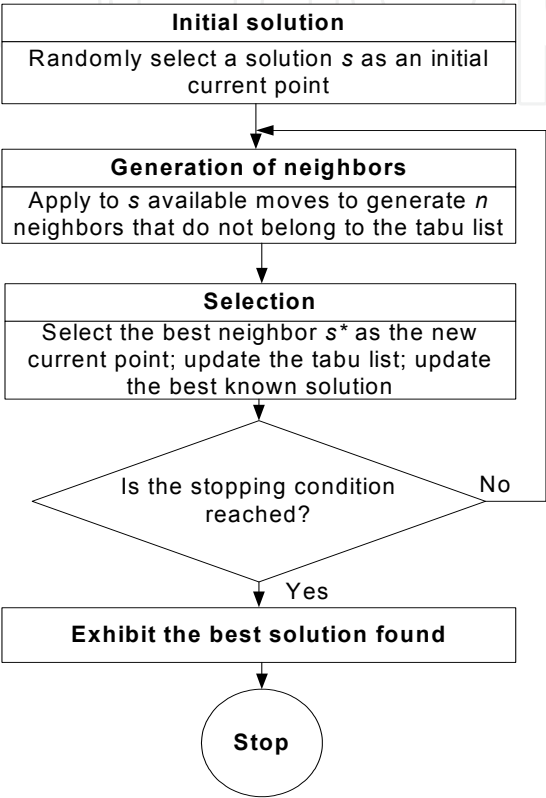 Initial solution
Randomly select a solution s as an initial
current point
Generation of neighbors
Apply to s available moves to generate n
neighbors that do not belong to the tabu list
Selection
Select the best neighbor s* as the new
current point; update the tabu list; update
the best known solution
Is the stopping condition
reached?
No
Yes
Exhibit the best solution found
Stop